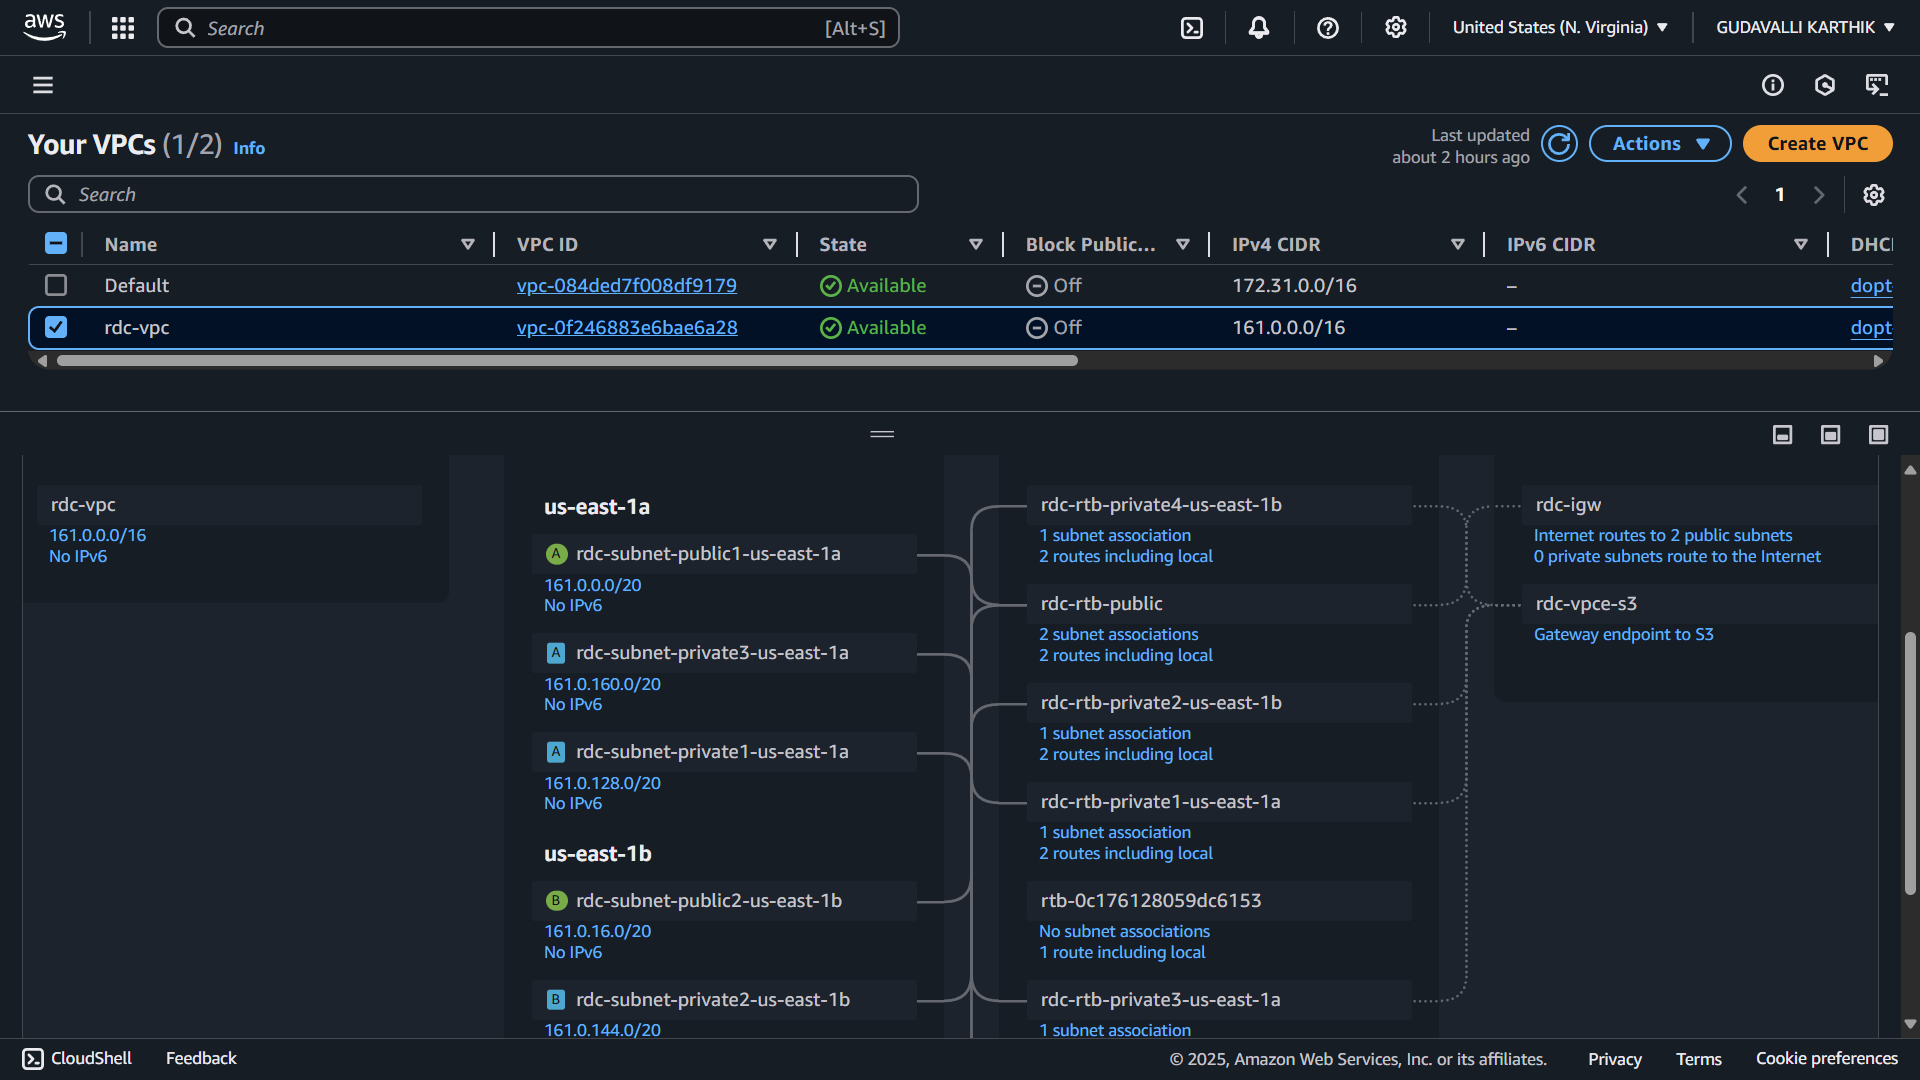 aws
Search [Alt+S]
United States (N. Virginia)
GUDAVALLI KARTHIK
Your VPCs (1/2) Info
Last updated
about 2 hours ago
Actions
Create VPC
Search
1
Name VPC ID State Block Public... IPv4 CIDR IPv6 CIDR DHCI
Default vpc-084ded7f008df9179 Available Off 172.31.0.0/16 – dopt
rdc-vpc vpc-0f246883e6bae6a28 Available Off 161.0.0.0/16 – dopt
rdc-vpc
161.0.0.0/16
No IPv6
us-east-1a
A rdc-subnet-public1-us-east-1a
161.0.0.0/20
No IPv6
A rdc-subnet-private3-us-east-1a
161.0.160.0/20
No IPv6
A rdc-subnet-private1-us-east-1a
161.0.128.0/20
No IPv6
us-east-1b
B rdc-subnet-public2-us-east-1b
161.0.16.0/20
No IPv6
B rdc-subnet-private2-us-east-1b
161.0.144.0/20
rdc-rtb-private4-us-east-1b
1 subnet association
2 routes including local
rdc-rtb-public
2 subnet associations
2 routes including local
rdc-rtb-private2-us-east-1b
1 subnet association
2 routes including local
rdc-rtb-private1-us-east-1a
1 subnet association
2 routes including local
rtb-0c176128059dc6153
No subnet associations
1 route including local
rdc-rtb-private3-us-east-1a
1 subnet association
rdc-igw
Internet routes to 2 public subnets
0 private subnets route to the Internet
rdc-vpce-s3
Gateway endpoint to S3
CloudShell Feedback © 2025, Amazon Web Services, Inc. or its affiliates. Privacy Terms Cookie preferences